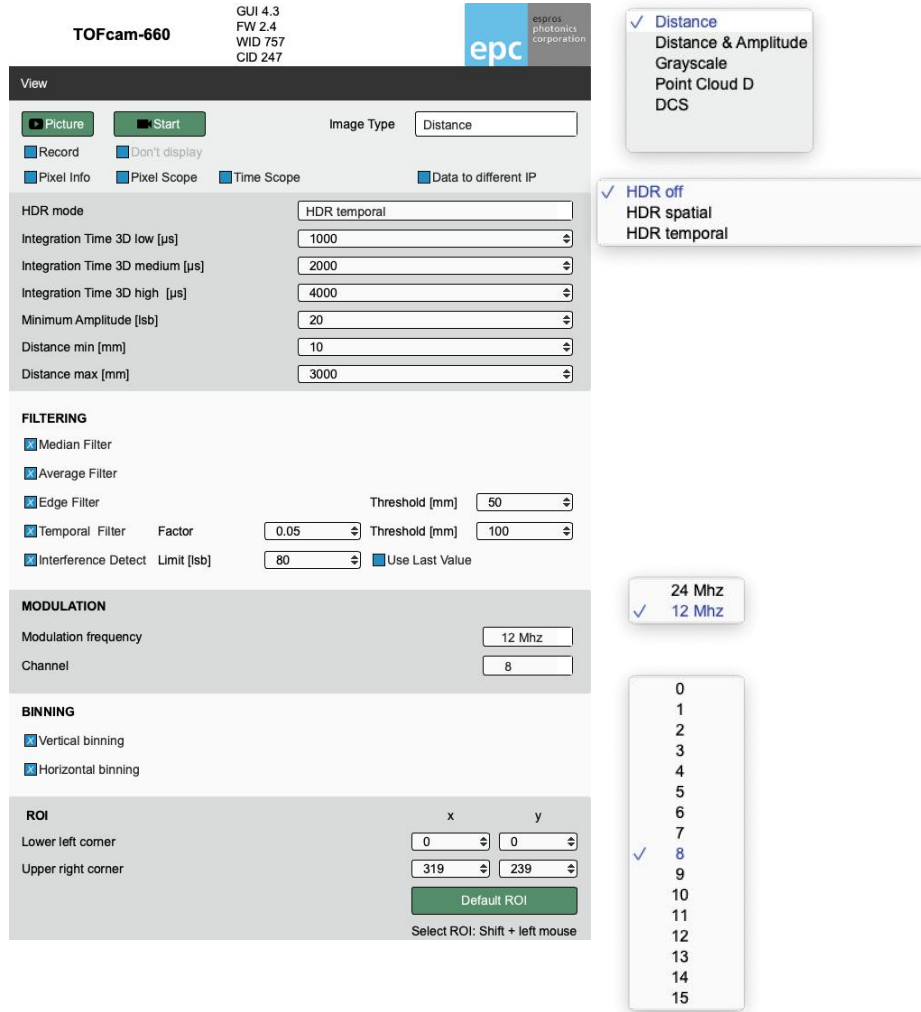 TOFcam-660
GUI 4.3
FW 2.4
WID 757
CID 247
epc
espros
photonics
corporation
View
Picture
Start
Image Type
Distance
Record
Don't display
Pixel Info
Pixel Scope
Time Scope
Data to different IP
HDR mode HDR temporal
Integration Time 3D low [µs] 1000
Integration Time 3D medium [µs] 2000
Integration Time 3D high [µs] 4000
Minimum Amplitude [lsb] 20
Distance min [mm] 10
Distance max [mm] 3000
FILTERING
x Median Filter
x Average Filter
x Edge Filter Threshold [mm] 50
x Temporal Filter Factor 0.05 Threshold [mm] 100
x Interference Detect Limit [lsb] 80 Use Last Value
MODULATION
Modulation frequency 12 Mhz
Channel 8
BINNING
x Vertical binning
x Horizontal binning
ROI x y
Lower left corner 0 0
Upper right corner 319 239
Default ROI
Select ROI: Shift + left mouse
✓ Distance
Distance & Amplitude
Grayscale
Point Cloud D
DCS
✓ HDR off
HDR spatial
HDR temporal
24 Mhz
✓ 12 Mhz
0
1
2
3
4
5
6
7
✓ 8
9
10
11
12
13
14
15